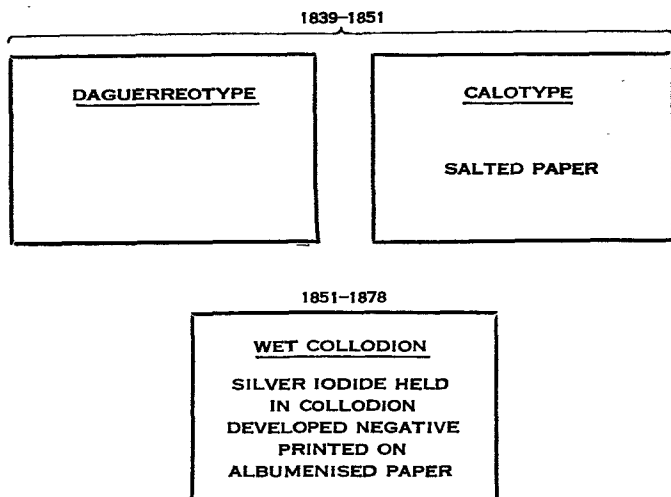 1839–1851
DAGUERREOTYPE
CALOTYPE
SALTED PAPER
1851–1878
WET COLLODION
SILVER IODIDE HELD
IN COLLODION
DEVELOPED NEGATIVE
PRINTED ON
ALBUMENISED PAPER